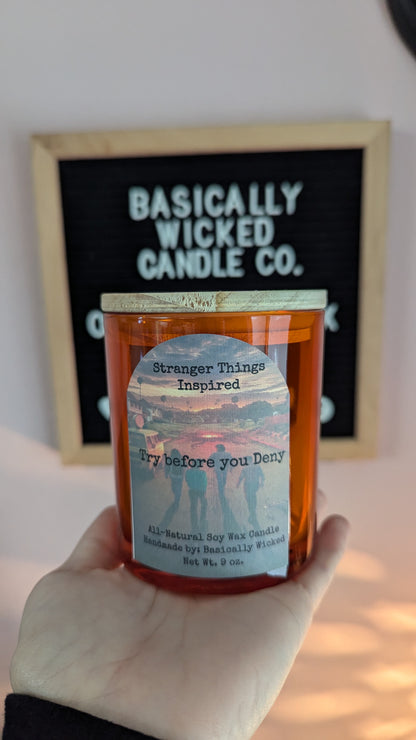 BASICALLY
WICKED
CANDLE CO.
Stranger Things
Inspired
Try before you Deny
All-Natural Soy Wax Candle
Handmade by: Basically Wicked
Net Wt. 9 oz.